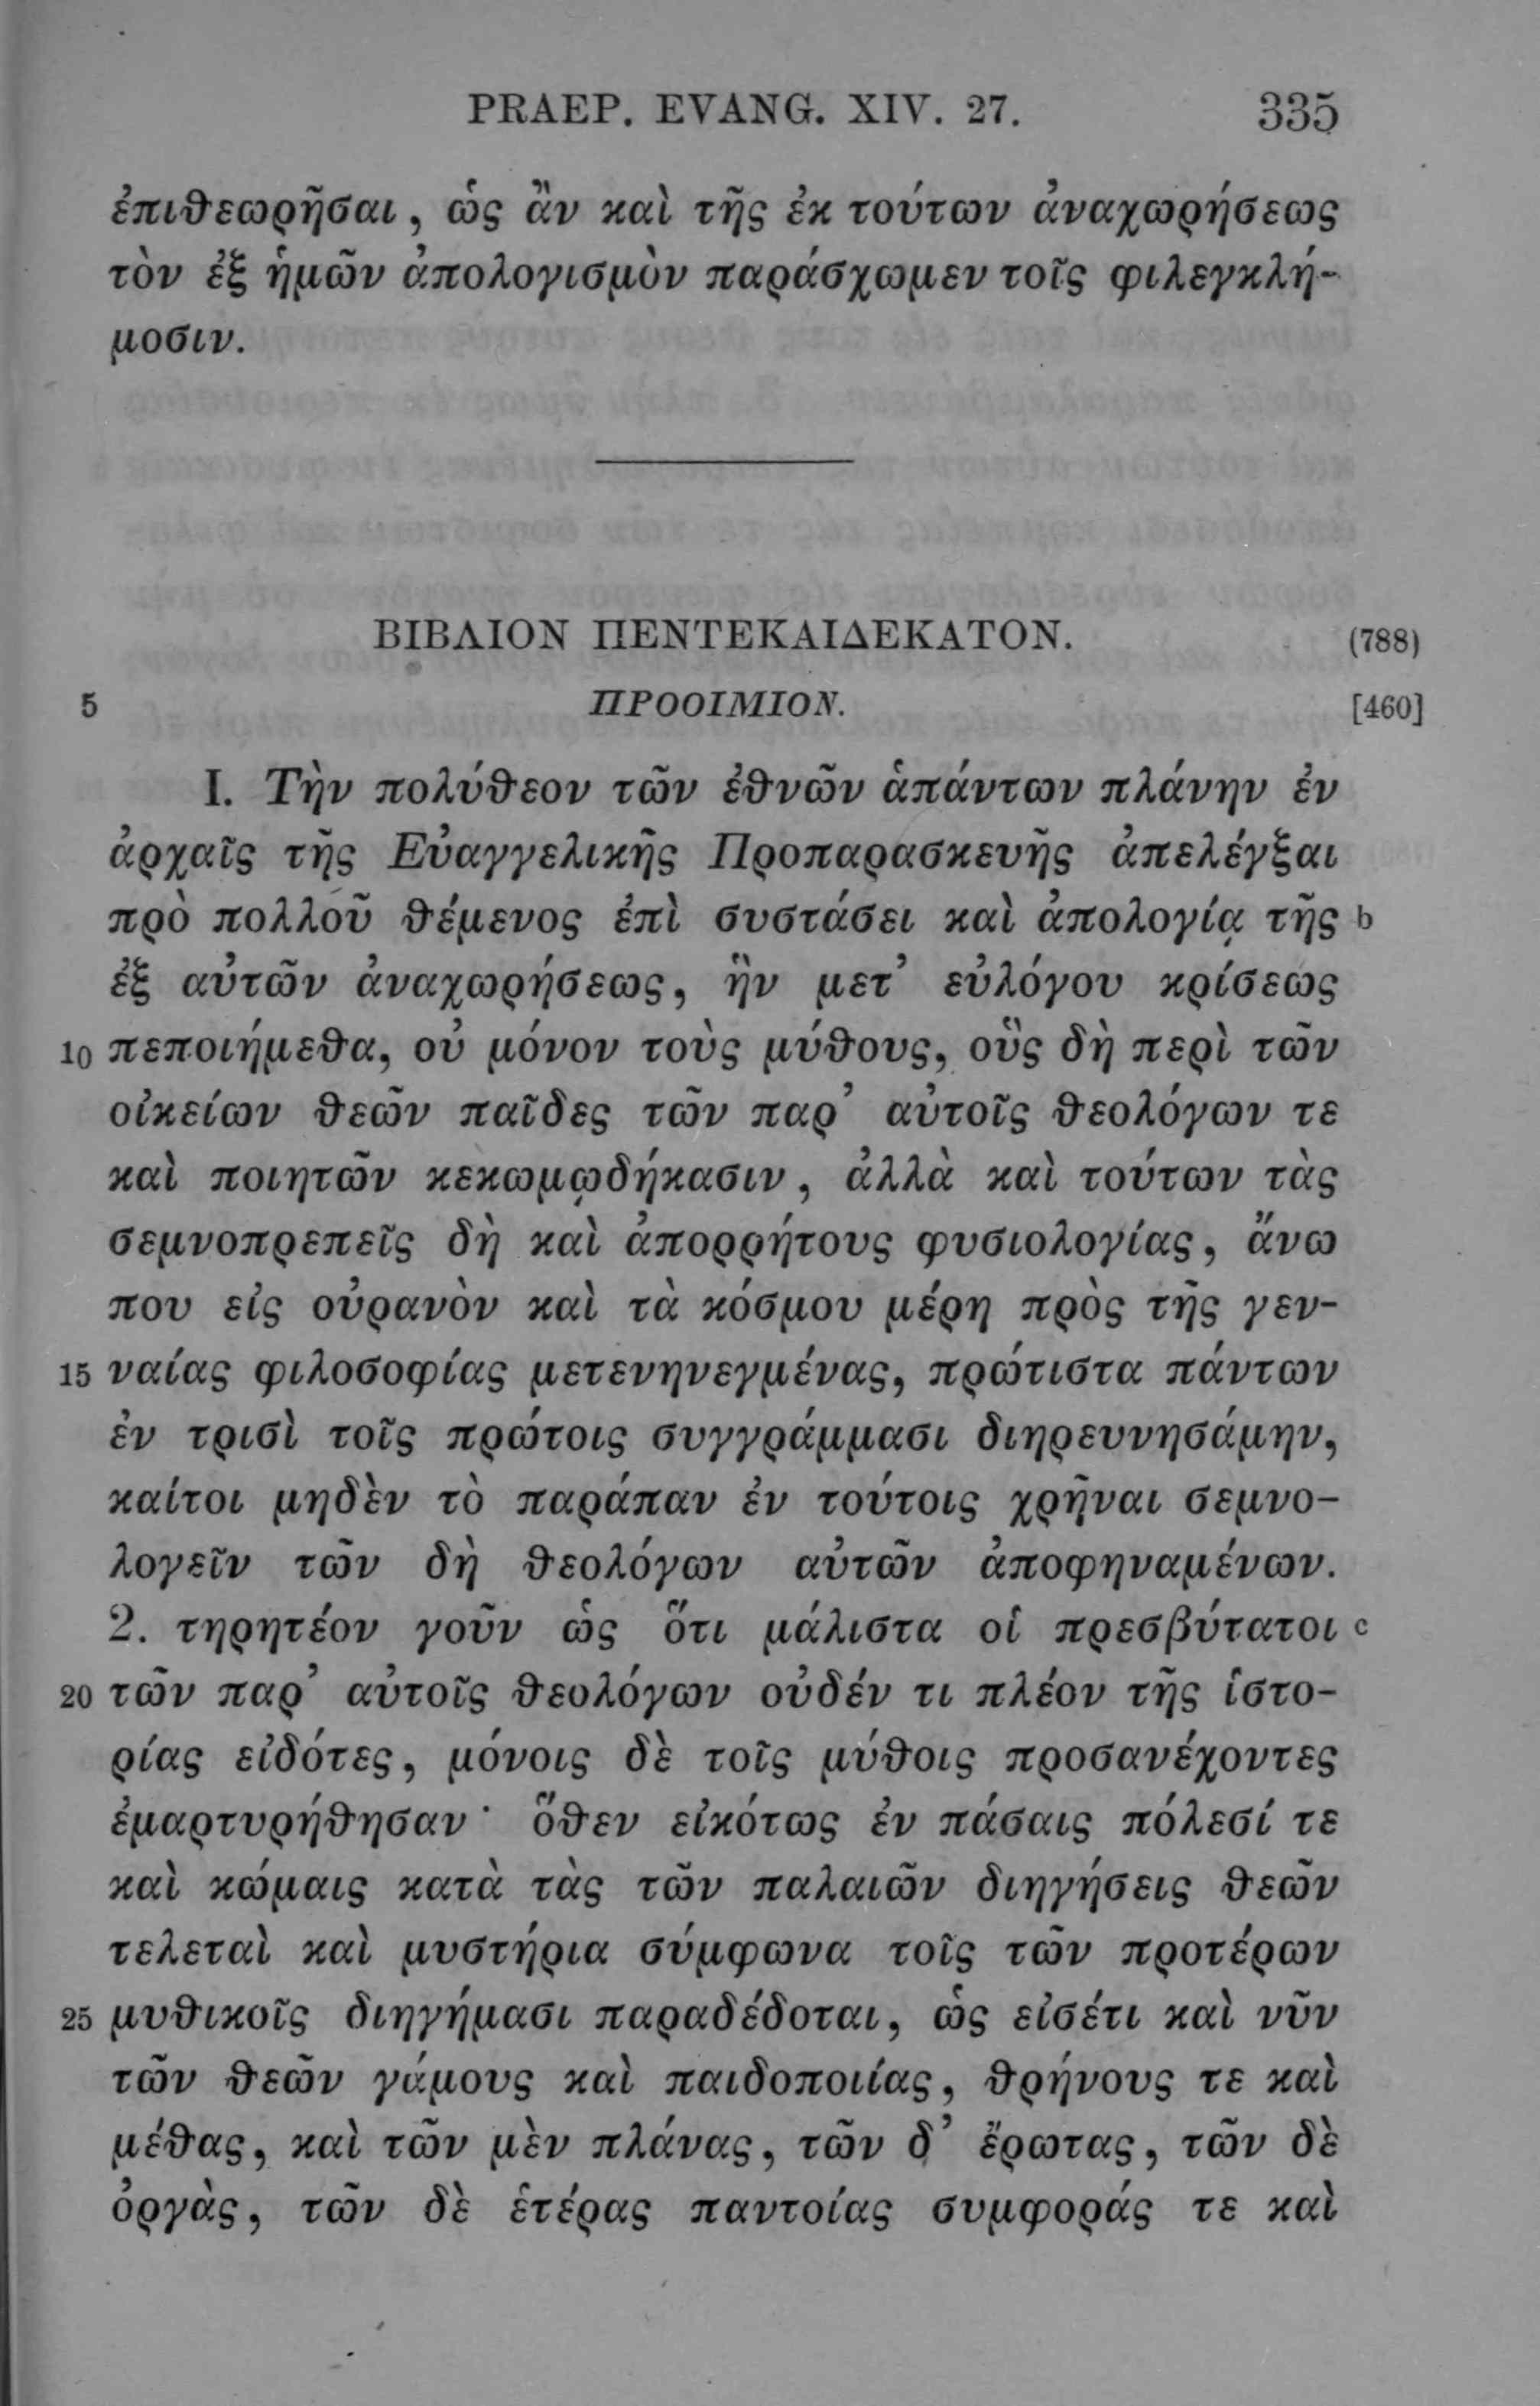 PRAEP. EVANG. XIV. 27. 335
ἐπιθεωρῆσαι, ὡς ἂν καὶ τῆς ἐκ τούτων ἀναχωρήσεως
τὸν ἐξ ἡμῶν ἀπολογισμὸν παράσχωμεν τοῖς φιλεγκλή-
μοσιν.
ΒΙΒΛΙΟΝ ΠΕΝΤΕΚΑΙΔΕΚΑΤΟΝ. (788)
5 ΠΡΟΟΙΜΙΟΝ. [460]
I. Τὴν πολύθεον τῶν ἐθνῶν ἁπάντων πλάνην ἐν
ἀρχαῖς τῆς Εὐαγγελικῆς Προπαρασκευῆς ἀπελέγξαι
πρὸ πολλοῦ θέμενος ἐπὶ συστάσει καὶ ἀπολογίᾳ τῆς b
ἐξ αὐτῶν ἀναχωρήσεως, ἣν μετ’ εὐλόγου κρίσεως
10 πεποιήμεθα, οὐ μόνον τοὺς μύθους, οὓς δὴ περὶ τῶν
οἰκείων θεῶν παῖδες τῶν παρ’ αὐτοῖς θεολόγων τε
καὶ ποιητῶν κεκωμῳδήκασιν, ἀλλὰ καὶ τούτων τὰς
σεμνοπρεπεῖς δὴ καὶ ἀπορρήτους φυσιολογίας, ἄνω
που εἰς οὐρανὸν καὶ τὰ κόσμου μέρη πρὸς τῆς γεν-
15 ναίας φιλοσοφίας μετενηνεγμένας, πρώτιστα πάντων
ἐν τρισὶ τοῖς πρώτοις συγγράμμασι διηρευνησάμην,
καίτοι μηδὲν τὸ παράπαν ἐν τούτοις χρῆναι σεμνο-
λογεῖν τῶν δὴ θεολόγων αὐτῶν ἀποφηναμένων.
2. τηρητέον γοῦν ὡς ὅτι μάλιστα οἱ πρεσβύτατοι c
20 τῶν παρ’ αὐτοῖς θεολόγων οὐδέν τι πλέον τῆς ἱστο-
ρίας εἰδότες, μόνοις δὲ τοῖς μύθοις προσανέχοντες
ἐμαρτυρήθησαν· ὅθεν εἰκότως ἐν πάσαις πόλεσί τε
καὶ κώμαις κατὰ τὰς τῶν παλαιῶν διηγήσεις θεῶν
τελεταὶ καὶ μυστήρια σύμφωνα τοῖς τῶν προτέρων
25 μυθικοῖς διηγήμασι παραδέδοται, ὡς εἰσέτι καὶ νῦν
τῶν θεῶν γάμους καὶ παιδοποιίας, θρήνους τε καὶ
μέθας, καὶ τῶν μὲν πλάνας, τῶν δ’ ἔρωτας, τῶν δὲ
ὀργὰς, τῶν δὲ ἑτέρας παντοίας συμφοράς τε καὶ